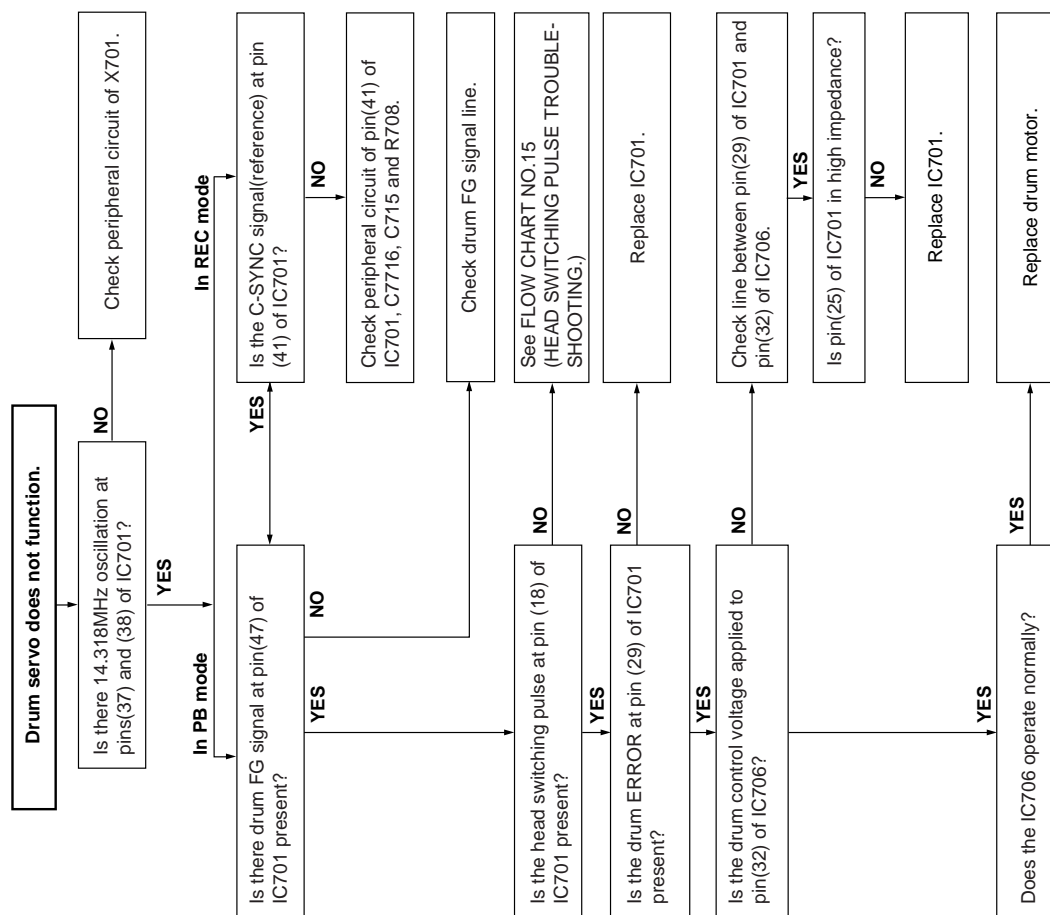 Drum servo does not function.
Is there 14.318MHz oscillation at
pins(37) and (38) of IC701?
NO
Check peripheral circuit of X701.
YES
In PB mode
In REC mode
Is there drum FG signal at pin(47) of
IC701 present?
YES
Is the C-SYNC signal(reference) at pin
(41) of IC701?
NO
Check peripheral circuit of pin(41) of
IC701, C7716, C715 and R708.
NO
Check drum FG signal line.
YES
Is the head switching pulse at pin (18) of
IC701 present?
NO
See FLOW CHART NO.15
(HEAD SWITCHING PULSE TROUBLE-
SHOOTING.)
YES
Is the drum ERROR at pin (29) of IC701
present?
NO
Replace IC701.
YES
Is the drum control voltage applied to
pin(32) of IC706?
NO
Check line between pin(29) of IC701 and
pin(32) of IC706.
YES
Is pin(25) of IC701 in high impedance?
NO
Replace IC701.
YES
Does the IC706 operate normally?
YES
Replace drum motor.